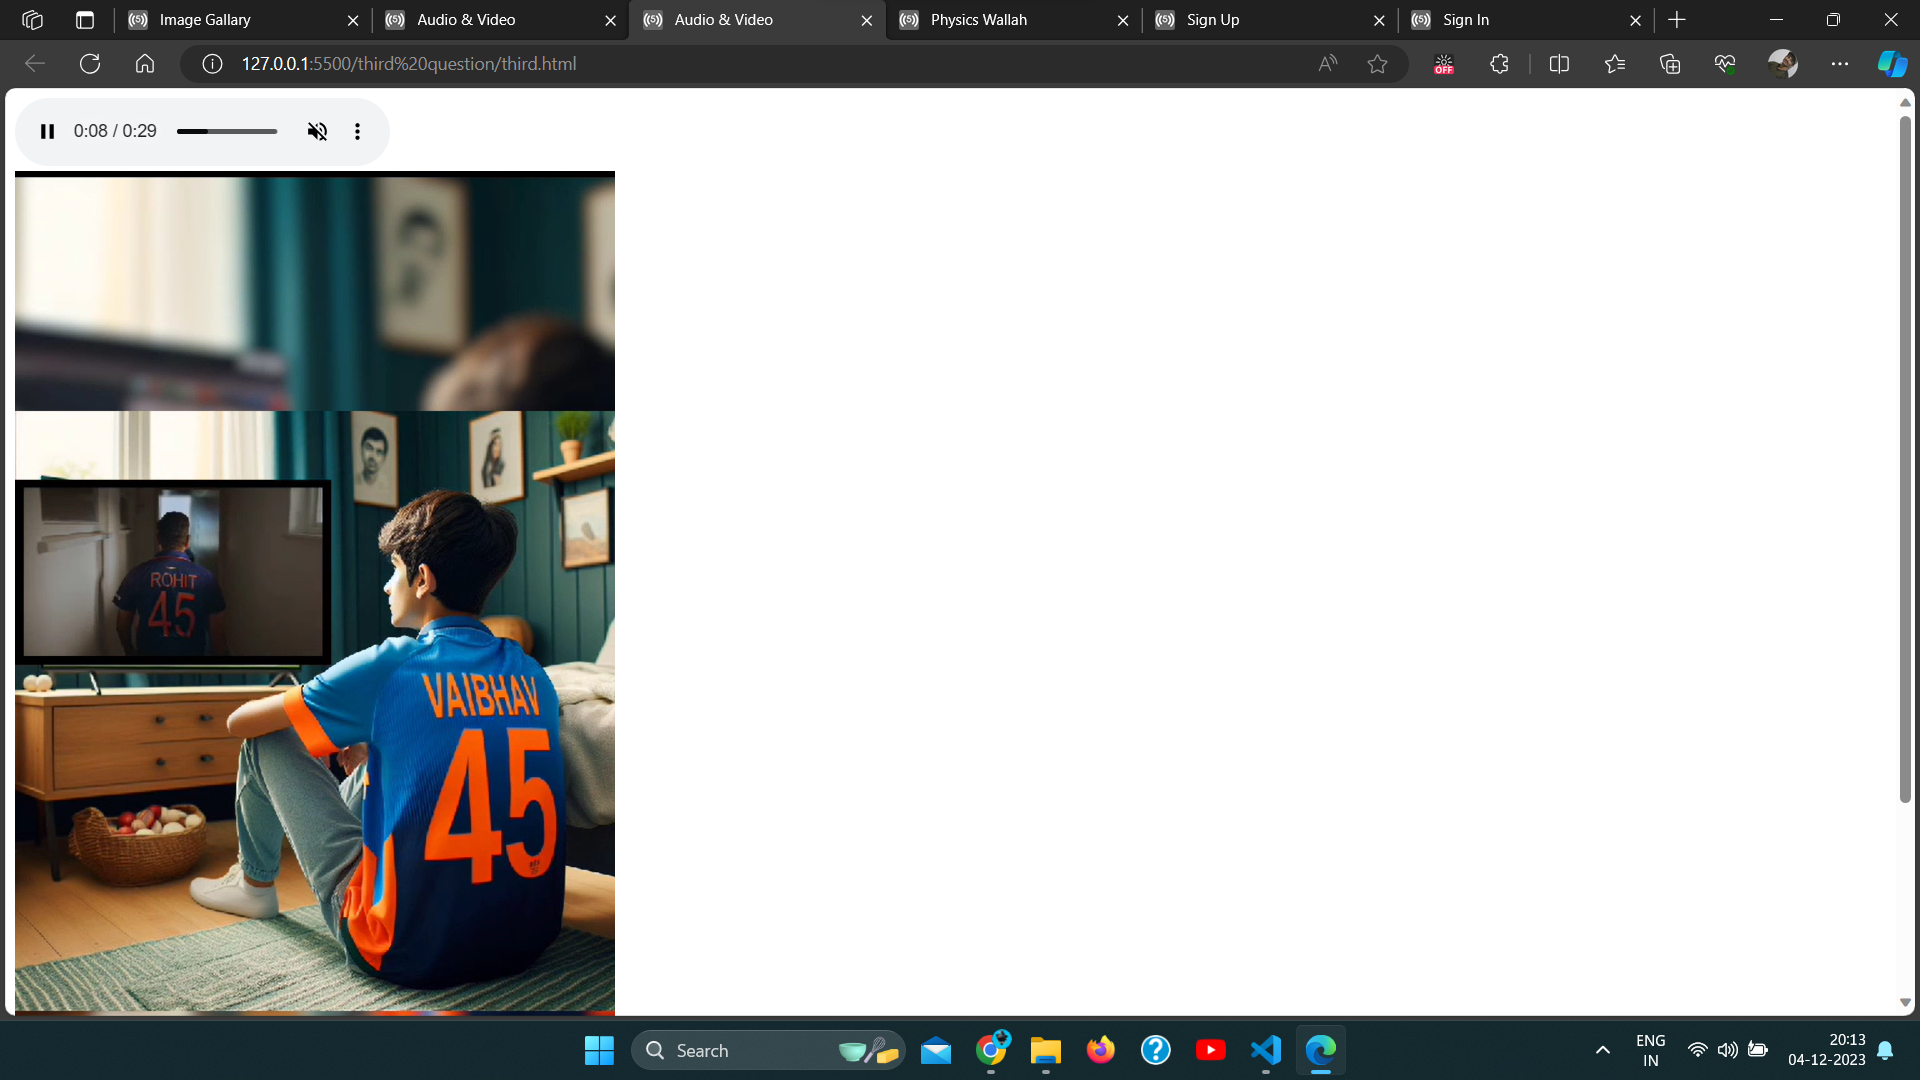 Image Gallary
Audio & Video
Audio & Video
Physics Wallah
Sign Up
Sign In
127.0.0.1:5500/third%20question/third.html
OFF
0:08 / 0:29
ROHIT
45
VAIBHAV
45
Search
ENG
IN
20:13
04-12-2023